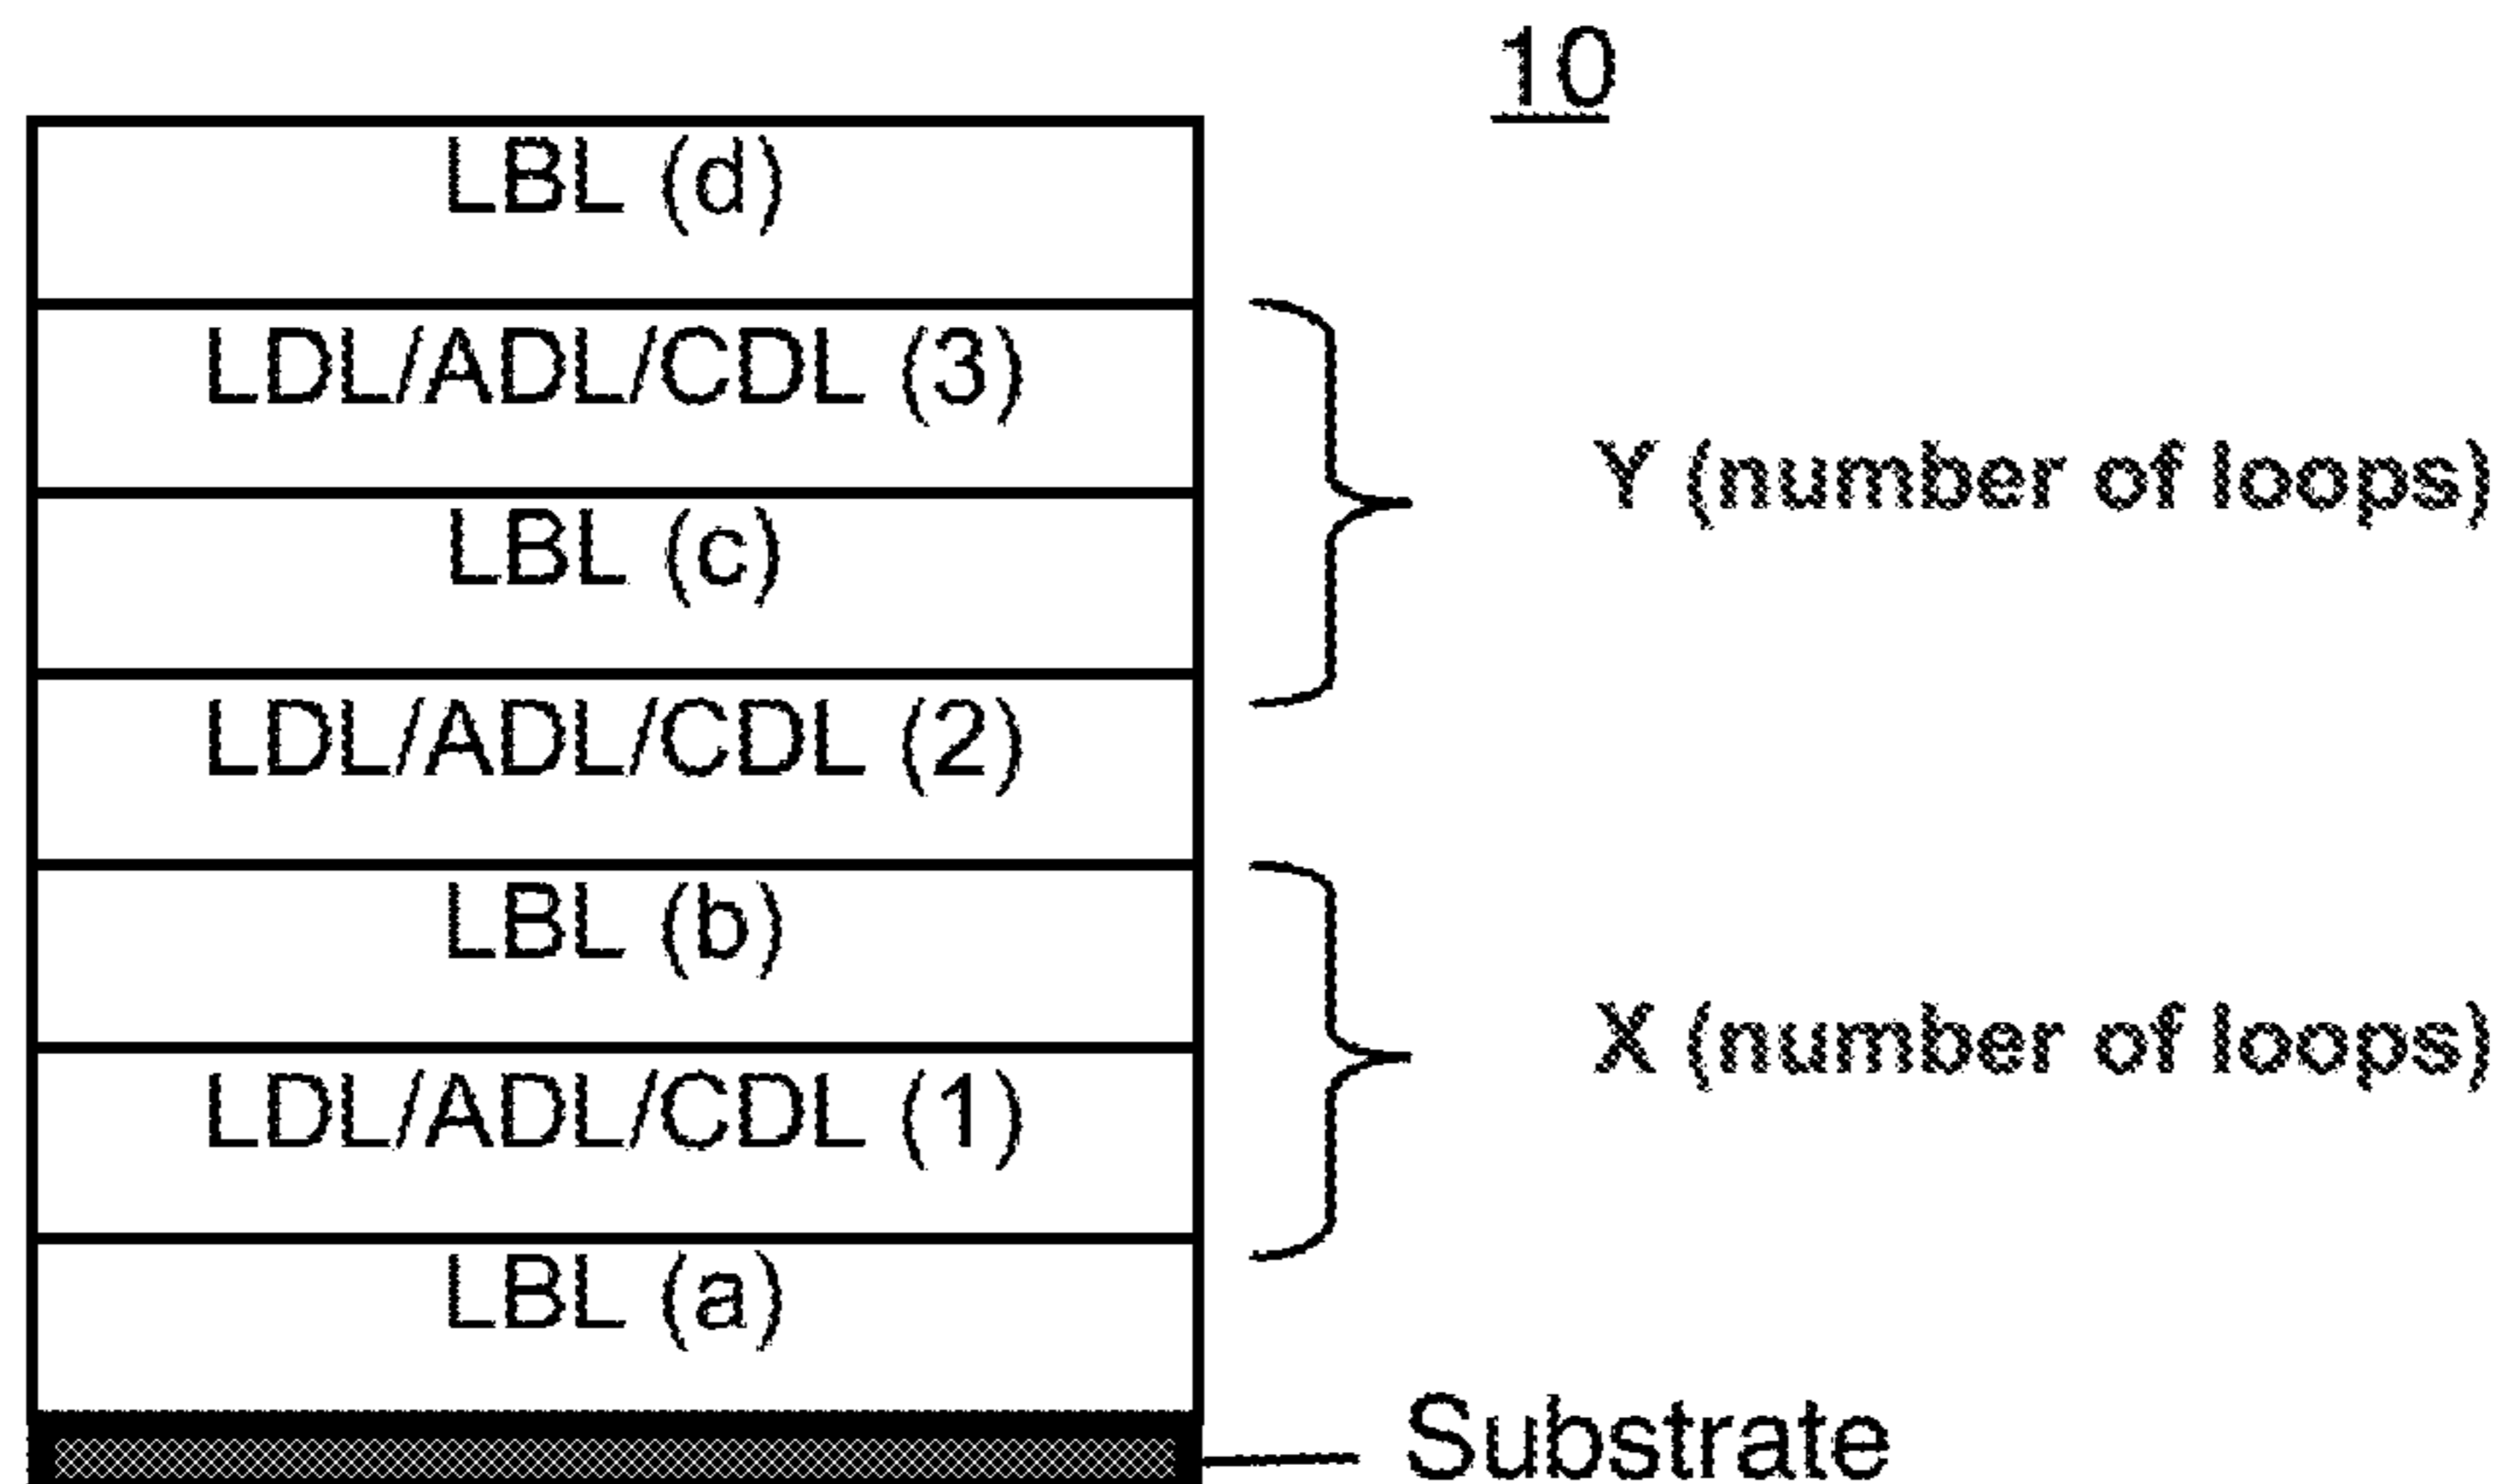 10
LBL (d)
LDL/ADL/CDL (3)
Y (number of loops)
LBL (c)
LDL/ADL/CDL (2)
LBL (b)
X (number of loops)
LDL/ADL/CDL (1)
LBL (a)
Substrate